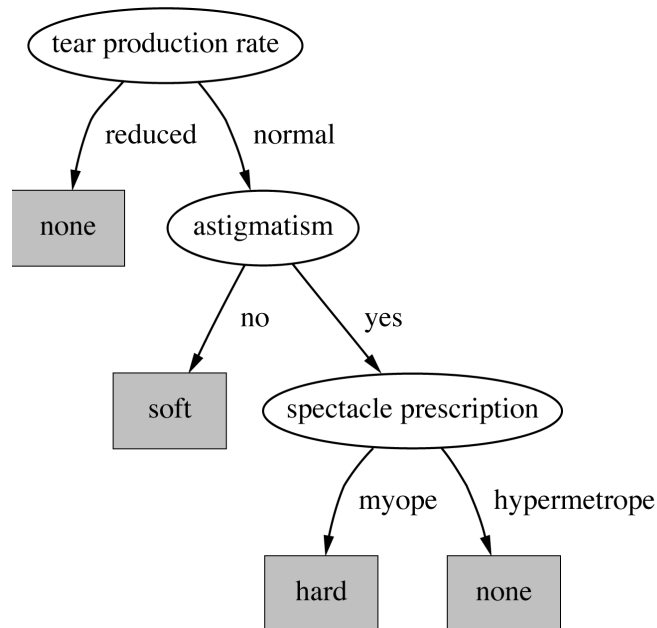 tear production rate
reduced
normal
none
astigmatism
no
yes
soft
spectacle prescription
myope
hypermetrope
hard
none